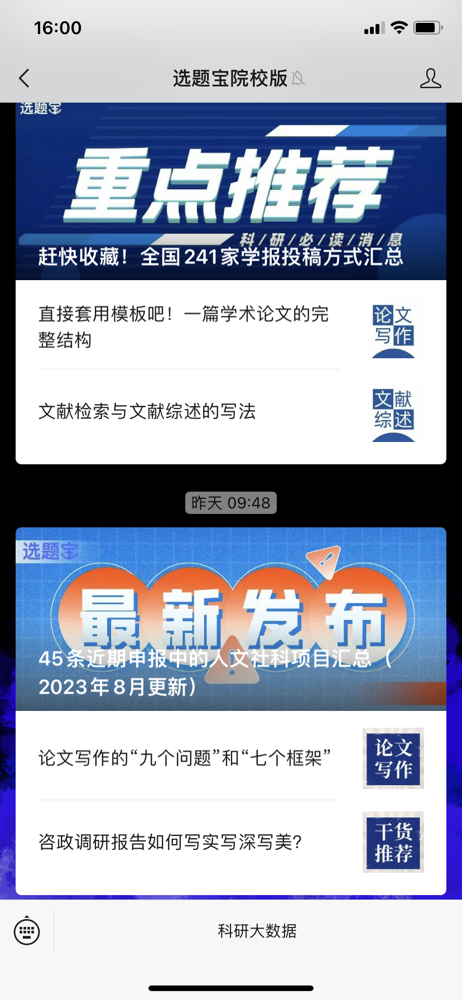 16:00
选题宝院校版
选题宝
重点推荐
科/研/必/读/消/息
赶快收藏！全国241家学报投稿方式汇总
直接套用模板吧！一篇学术论文的完
整结构
论文
写作
文献检索与文献综述的写法
文献
综述
昨天 09:48
选题宝
最新发布
45条近期申报中的人文社科项目汇总（
2023年8月更新）
论文写作的“九个问题”和“七个框架”
论文
写作
咨政调研报告如何写实写深写美?
干货
推荐
科研大数据